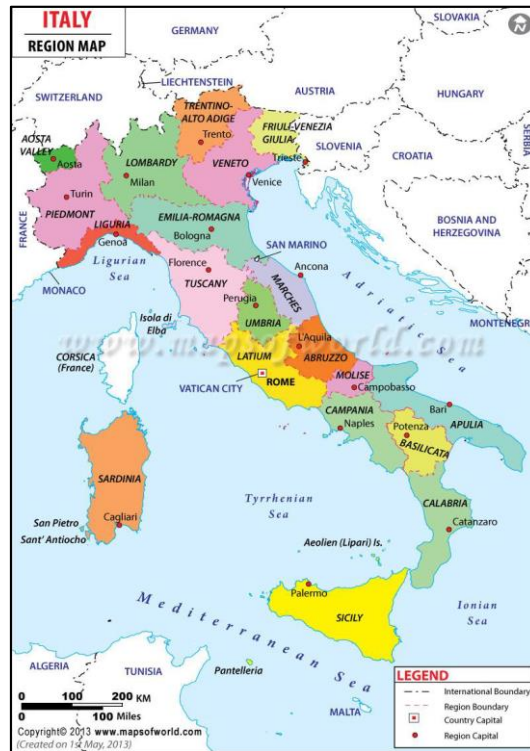 ITALY
REGION MAP
GERMANY
SLOVAKIA
LIECHTENSTEIN
AUSTRIA
SWITZERLAND
HUNGARY
TRENTINO-
ALTO ADIGE
Trento
FRIULI-VENEZIA
GIULIA
SLOVENIA
CROATIA
SERBIA
AOSTA
VALLEY
Aosta
LOMBARDY
Milan
VENETO
Trieste
Venice
Turin
PIEDMONT
FRANCE
LIGURIA
Genoa
EMILIA-ROMAGNA
Bologna
BOSNIA AND
HERZEGOVINA
SAN MARINO
Ligurian
Sea
Florence
TUSCANY
MARCHES
Ancona
Adriatic Sea
MONACO
Perugia
UMBRIA
Isola di
Elba
MONTENEGR
www.mapsofworld.com
CORSICA
(France)
LATIUM
L'Aquila
ABRUZZO
VATICAN CITY
ROME
MOLISE
Campobasso
CAMPANIA
Naples
Bari
APULIA
Potenza
BASILICATA
SARDINIA
Cagliari
Tyrrhenian
Sea
CALABRIA
Catanzaro
San Pietro
Sant' Antiocho
Aeolien (Lipari) Is.
Palermo
SICILY
Ionian
Sea
Mediterranean Sea
ALGERIA
TUNISIA
Pantelleria
MALTA
LEGEND
International Boundary
Region Boundary
Country Capital
Region Capital
0 100 200 KM
0 100 Miles
Copyright© 2013 www.mapsofworld.com
(Created on 1st May, 2013)